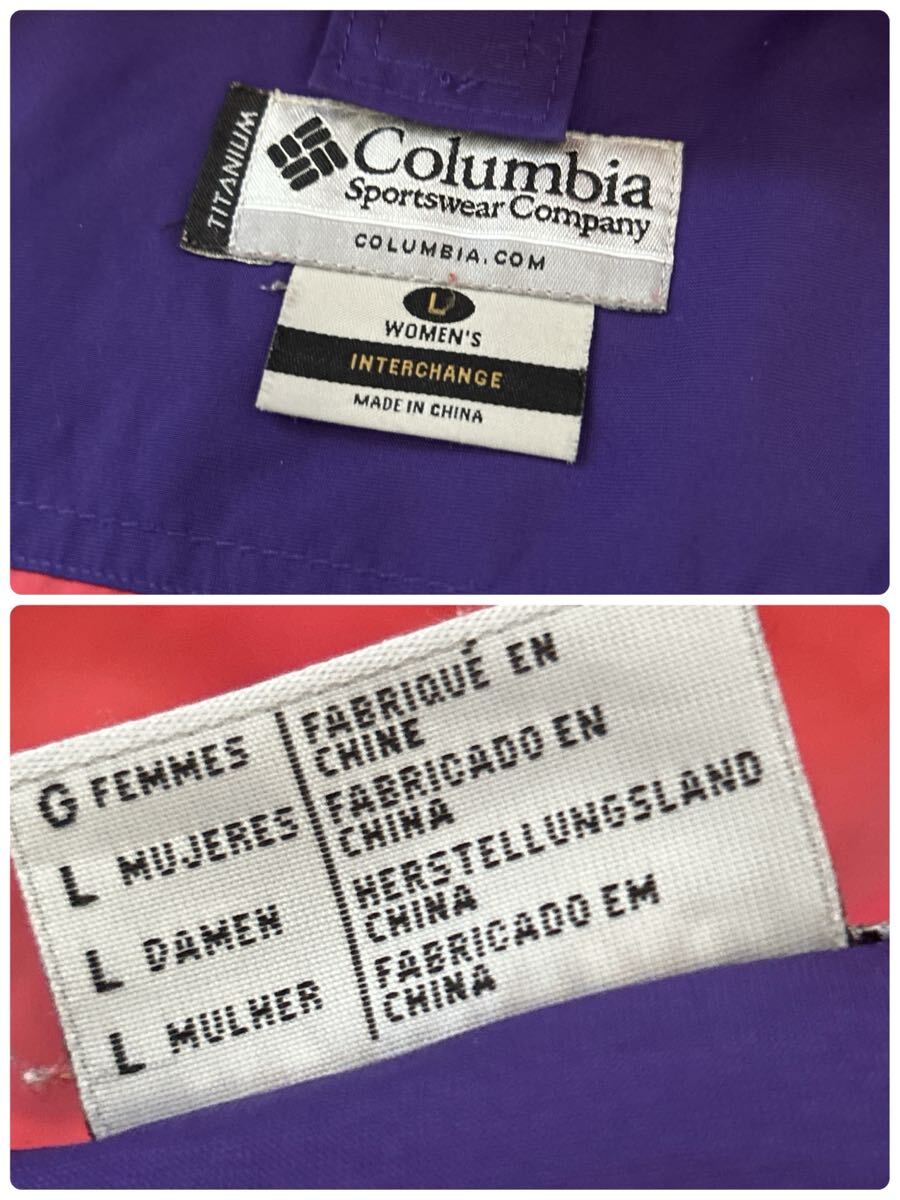 TITANIUM
Columbia
Sportswear Company
COLUMBIA.COM
L
WOMEN'S
INTERCHANGE
MADE IN CHINA
G FEMMES
FABRIQUÉ EN
CHINE
L MUJERES
FABRICADO EN
CHINA
L DAMEN
HERSTELLUNGSLAND
CHINA
L MULHER
FABRICADO EM
CHINA